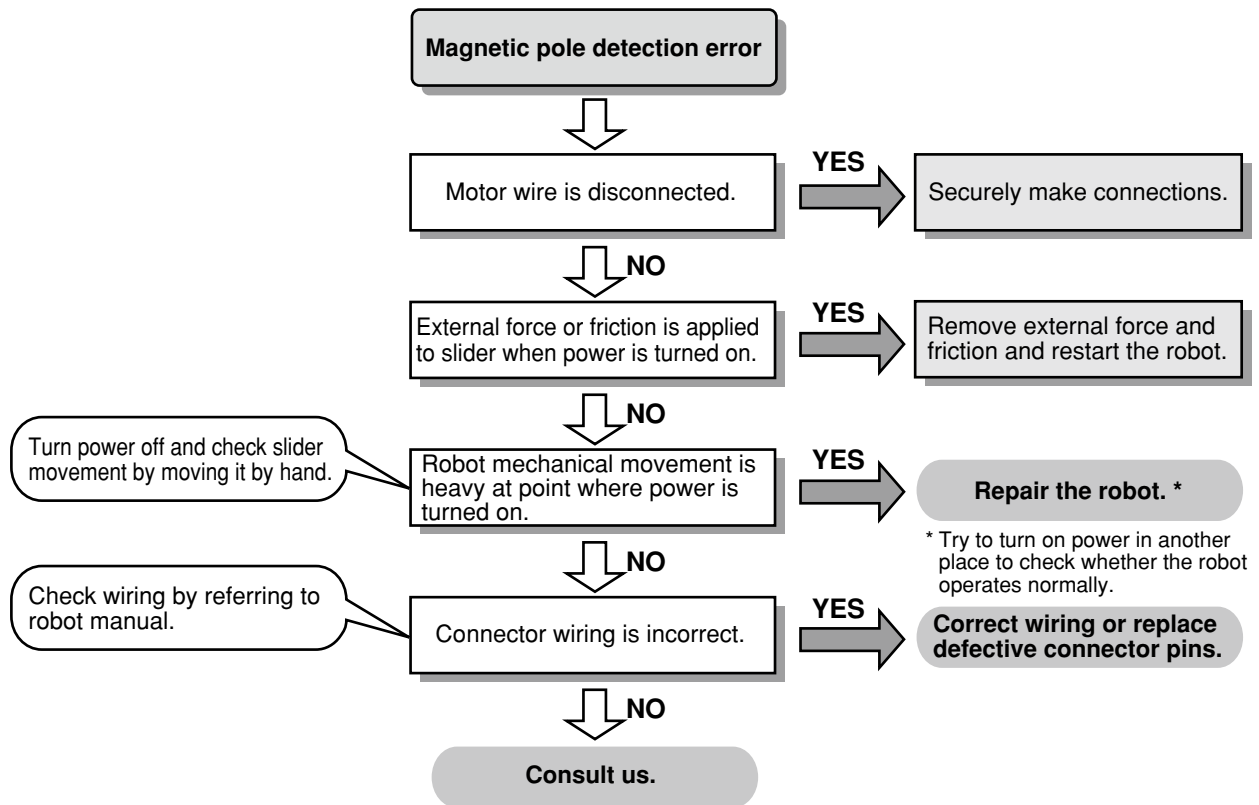 Magnetic pole detection error
Motor wire is disconnected.
YES
Securely make connections.
NO
External force or friction is applied
to slider when power is turned on.
YES
Remove external force and
friction and restart the robot.
NO
Turn power off and check slider
movement by moving it by hand.
Robot mechanical movement is
heavy at point where power is
turned on.
YES
Repair the robot. *
* Try to turn on power in another
place to check whether the robot
operates normally.
NO
Check wiring by referring to
robot manual.
Connector wiring is incorrect.
YES
Correct wiring or replace
defective connector pins.
NO
Consult us.